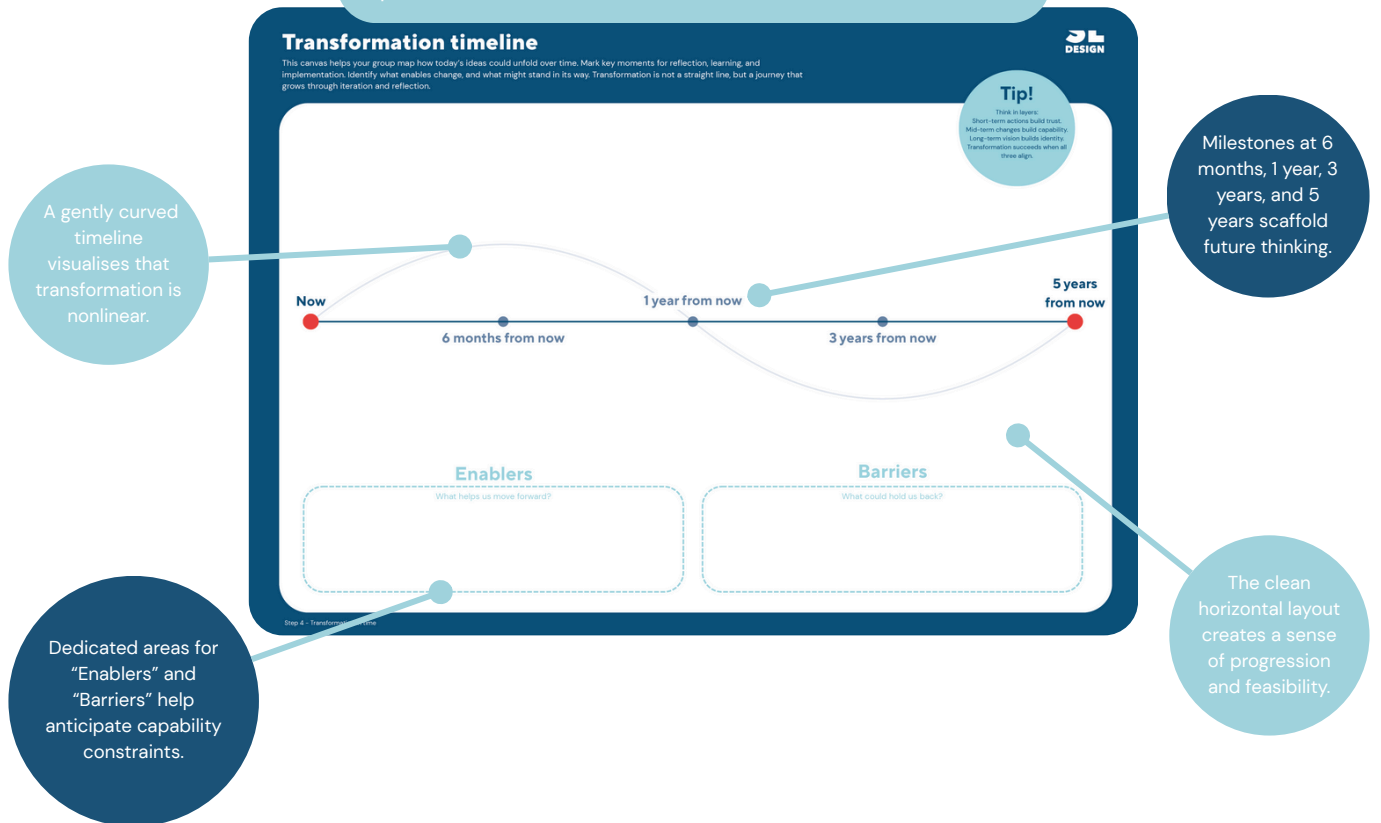 Transformation timeline
This canvas helps your group map how today's ideas could unfold over time. Mark key moments for reflection, learning, and
implementation. Identify what enables change, and what might stand in its way. Transformation is not a straight line, but a journey that
grows through iteration and reflection.
JL
DESIGN
Tip!
Think in layers:
Short-term actions build trust.
Mid-term changes build capability.
Long-term vision builds identity.
Transformation succeeds when all
three align.
Milestones at 6
months, 1 year, 3
years, and 5
years scaffold
future thinking.
A gently curved
timeline
visualises that
transformation is
nonlinear.
Now
6 months from now
1 year from now
3 years from now
5 years
from now
Enablers
What helps us move forward?
Barriers
What could hold us back?
The clean
horizontal layout
creates a sense
of progression
and feasibility.
Dedicated areas for
“Enablers” and
“Barriers” help
anticipate capability
constraints.
Step 4 - Transformation time